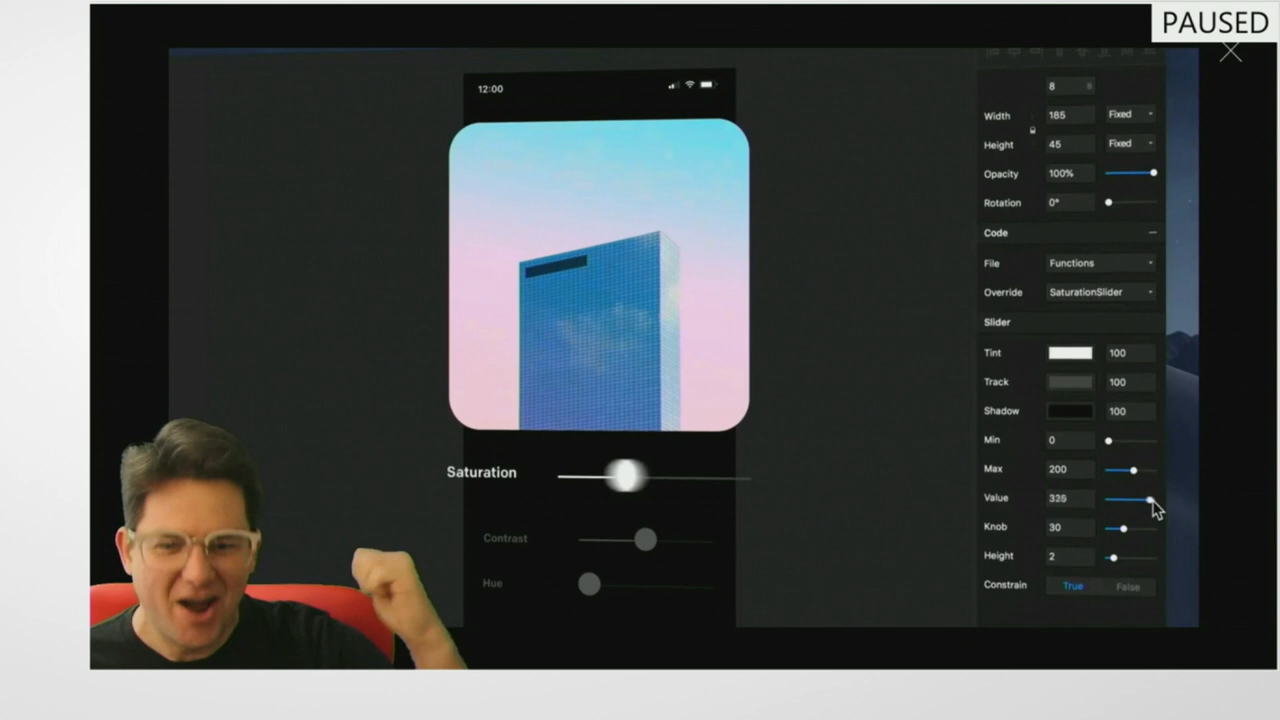 PAUSED
12:00
8
Width 185 Fixed
Height 45 Fixed
Opacity 100%
Rotation 0°
Code
File Functions
Override SaturationSlider
Slider
Tint 100
Track 100
Shadow 100
Min 0
Max 200
Value
Knob 30
Height 2
Constrain True False
Saturation
Contrast
Hue